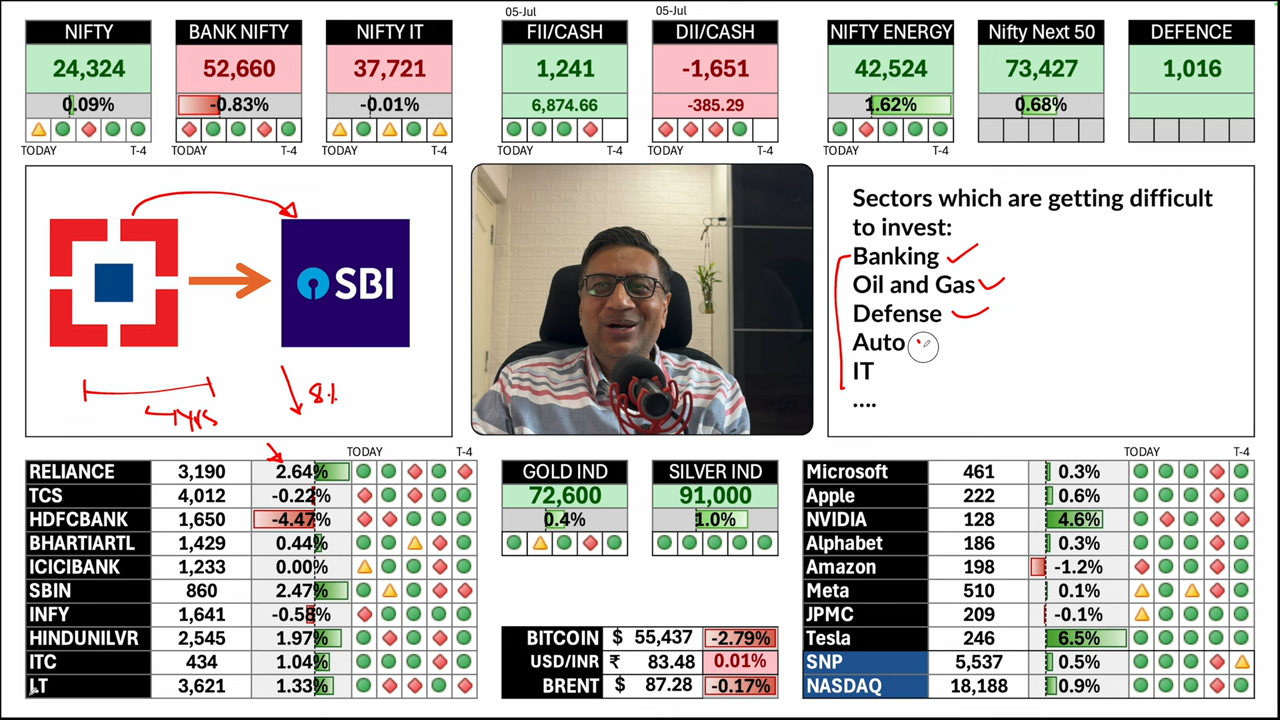 05-Jul
05-Jul
NIFTY
BANK NIFTY
NIFTY IT
FII/CASH
DII/CASH
NIFTY ENERGY
Nifty Next 50
DEFENCE
24,324
52,660
37,721
1,241
-1,651
42,524
73,427
1,016
0.09%
-0.83%
-0.01%
6,874.66
-385.29
1.62%
0.68%
TODAY T-4
TODAY T-4
TODAY T-4
TODAY T-4
SBI
4 yrs
8%
Sectors which are getting difficult
to invest:
Banking
Oil and Gas
Defense
Auto
IT
....
TODAY T-4
RELIANCE 3,190 2.64%
TCS 4,012 -0.22%
HDFCBANK 1,650 -4.47%
BHARTIARTL 1,429 0.44%
ICICIBANK 1,233 0.00%
SBIN 860 2.47%
INFY 1,641 -0.58%
HINDUNILVR 2,545 1.97%
ITC 434 1.04%
LT 3,621 1.33%
GOLD IND
72,600
0.4%
SILVER IND
91,000
1.0%
BITCOIN $ 55,437 -2.79%
USD/INR ₹ 83.48 0.01%
BRENT $ 87.28 -0.17%
TODAY T-4
Microsoft 461 0.3%
Apple 222 0.6%
NVIDIA 128 4.6%
Alphabet 186 0.3%
Amazon 198 -1.2%
Meta 510 0.1%
JPMC 209 -0.1%
Tesla 246 6.5%
SNP 5,537 0.5%
NASDAQ 18,188 0.9%